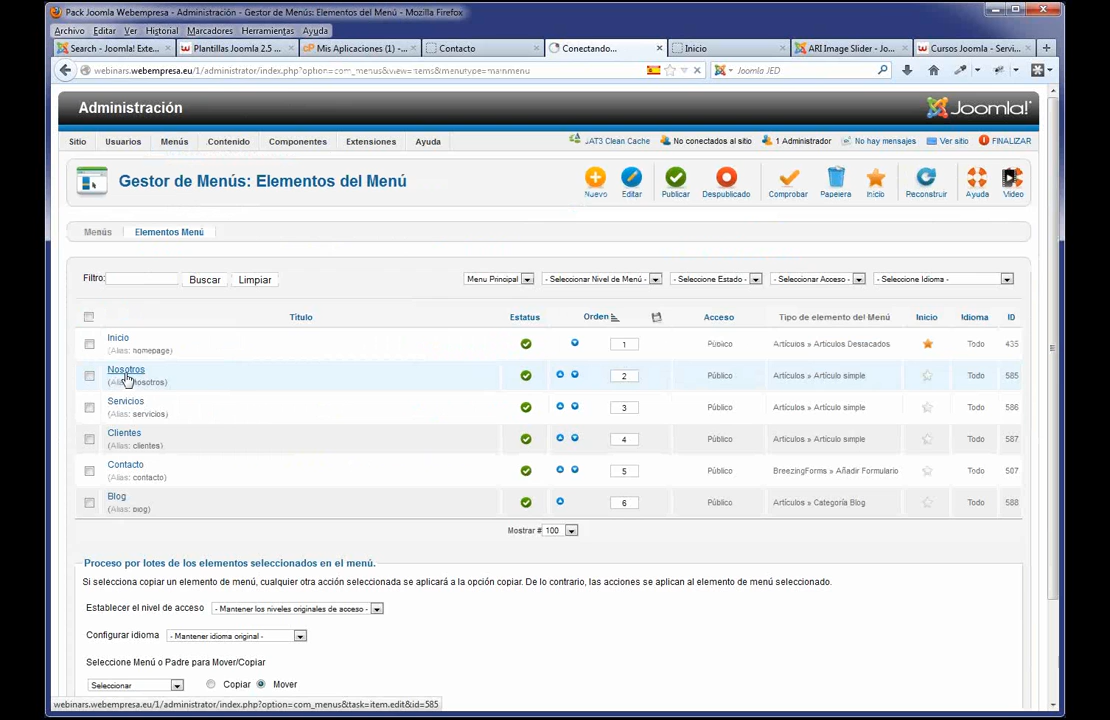 Pack Joomla Webempresa - Administración - Gestor de Menús: Elementos del Menú - Mozilla Firefox
Archivo Editar Ver Historial Marcadores Herramientas Ayuda
Search - Joomla! Exte... Plantillas Joomla 2.5 ... Mis Aplicaciones (1) - ... Contacto Conectando... Inicio ARI Image Slider - Joo... Cursos Joomla - Servi...
webinars.webempresa.eu/1/administrator/index.php?option=com_menus&view=items&menutype=mainmenu Joomla JED
Administración Joomla!
Sitio Usuarios Menús Contenido Componentes Extensiones Ayuda JAT3 Clean Cache No conectados al sitio 1 Administrador No hay mensajes Ver sitio FINALIZAR
Gestor de Menús: Elementos del Menú
Nuevo Editar Publicar Despublicado Comprobar Papelera Inicio Reconstruir Ayuda Video
Menús Elementos Menú
Filtro: Buscar Limpiar Menu Principal - Seleccionar Nivel de Menú - - Seleccione Estado - - Seleccionar Acceso - - Seleccione Idioma -
Título Estatus Orden Acceso Tipo de elemento del Menú Inicio Idioma ID
Inicio
(Alias: homepage) 1 Público Artículos » Artículos Destacados Todo 435
Nosotros
(Alias: nosotros) 2 Público Artículos » Artículo simple Todo 585
Servicios
(Alias: servicios) 3 Público Artículos » Artículo simple Todo 586
Clientes
(Alias: clientes) 4 Público Artículos » Artículo simple Todo 587
Contacto
(Alias: contacto) 5 Público BreezingForms » Añadir Formulario Todo 507
Blog
(Alias: blog) 6 Público Artículos » Categoría Blog Todo 588
Mostrar # 100
Proceso por lotes de los elementos seleccionados en el menú.
Si selecciona copiar un elemento de menú, cualquier otra acción seleccionada se aplicará a la opción copiar. De lo contrario, las acciones se aplican al elemento de menú seleccionado.
Establecer el nivel de acceso - Mantener los niveles originales de acceso -
Configurar idioma - Mantener idioma original -
Seleccione Menú o Padre para Mover/Copiar
Seleccionar Copiar Mover
webinars.webempresa.eu/1/administrator/index.php?option=com_menus&task=item.edit&id=585